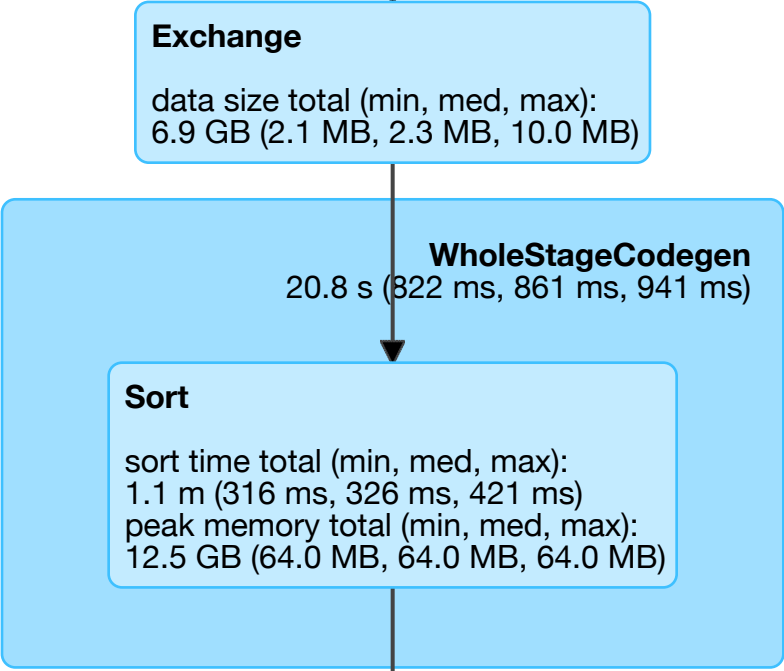 Exchange
data size total (min, med, max):
6.9 GB (2.1 MB, 2.3 MB, 10.0 MB)
WholeStageCodegen
20.8 s (822 ms, 861 ms, 941 ms)
Sort
sort time total (min, med, max):
1.1 m (316 ms, 326 ms, 421 ms)
peak memory total (min, med, max):
12.5 GB (64.0 MB, 64.0 MB, 64.0 MB)